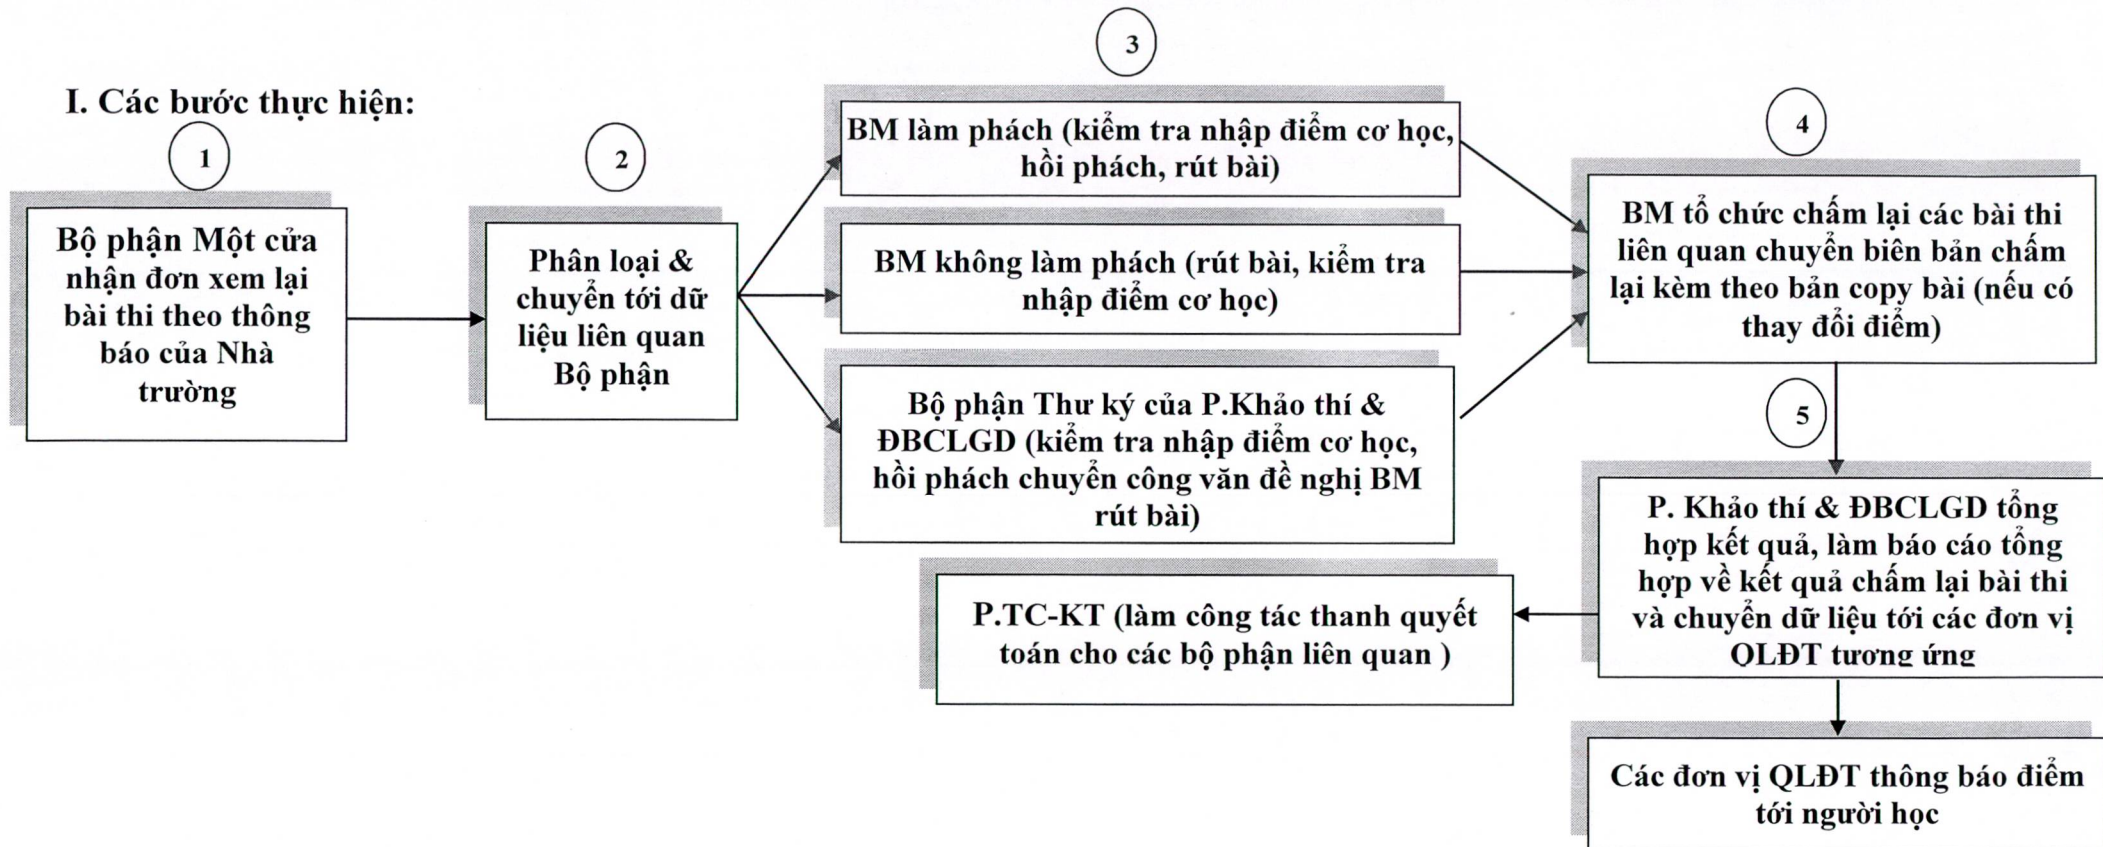 I. Các bước thực hiện:
1
Bộ phận Một cửa
nhận đơn xem lại
bài thi theo thông
báo của Nhà
trường
2
Phân loại &
chuyển tới dữ
liệu liên quan
Bộ phận
3
BM làm phách (kiểm tra nhập điểm cơ học,
hồi phách, rút bài)
BM không làm phách (rút bài, kiểm tra
nhập điểm cơ học)
Bộ phận Thư ký của P.Khảo thí &
ĐBCLGD (kiểm tra nhập điểm cơ học,
hồi phách chuyển công văn đề nghị BM
rút bài)
4
BM tổ chức chấm lại các bài thi
liên quan chuyển biên bản chấm
lại kèm theo bản copy bài (nếu có
thay đổi điểm)
5
P. Khảo thí & ĐBCLGD tổng
hợp kết quả, làm báo cáo tổng
hợp về kết quả chấm lại bài thi
và chuyển dữ liệu tới các đơn vị
QLĐT tương ứng
P.TC-KT (làm công tác thanh quyết
toán cho các bộ phận liên quan )
Các đơn vị QLĐT thông báo điểm
tới người học